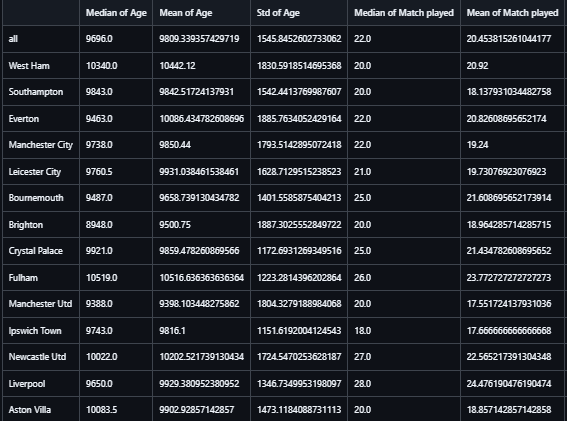 Median of Age Mean of Age Std of Age Median of Match played Mean of Match played
all 9696.0 9809.339357429719 1545.8452602733062 22.0 20.453815261044177
West Ham 10340.0 10442.12 1830.5918514695368 20.0 20.92
Southampton 9843.0 9842.51724137931 1542.4413769987607 20.0 18.137931034482758
Everton 9463.0 10086.434782608696 1885.7634052429164 22.0 20.82608695652174
Manchester City 9738.0 9850.44 1793.5142895072418 22.0 19.24
Leicester City 9760.5 9931.038461538461 1628.7129515238523 21.0 19.73076923076923
Bournemouth 9487.0 9658.739130434782 1401.5585875404213 25.0 21.608695652173914
Brighton 8948.0 9500.75 1887.3025552849722 20.0 18.964285714285715
Crystal Palace 9921.0 9859.478260869566 1172.6931269349516 25.0 21.434782608695652
Fulham 10519.0 10516.636363636364 1223.2814396202864 26.0 23.772727272727273
Manchester Utd 9388.0 9398.103448275862 1804.3279188984068 20.0 17.551724137931036
Ipswich Town 9743.0 9816.1 1151.6192004124543 18.0 17.666666666666668
Newcastle Utd 10022.0 10202.521739130434 1724.5470253628187 27.0 22.565217391304348
Liverpool 9650.0 9929.380952380952 1346.7349953198097 28.0 24.476190476190474
Aston Villa 10083.5 9902.92857142857 1473.1184088731113 20.0 18.857142857142858